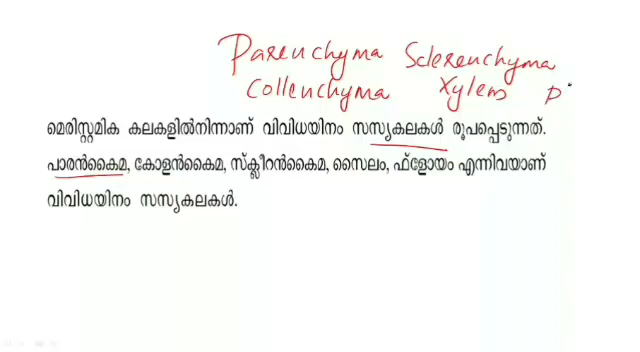 Parenchyma Sclerenchyma
Collenchyma Xylem P
മെരിസ്റ്റമിക കലകളിൽനിന്നാണ് വിവിധയിനം സസ്യകലകൾ രൂപപ്പെടുന്നത്.
പാരൻകൈമ, കോളൻകൈമ, സ്ക്ലീറൻകൈമ, സൈലം, ഫ്ളോയം എന്നിവയാണ്
വിവിധയിനം സസ്യകലകൾ.